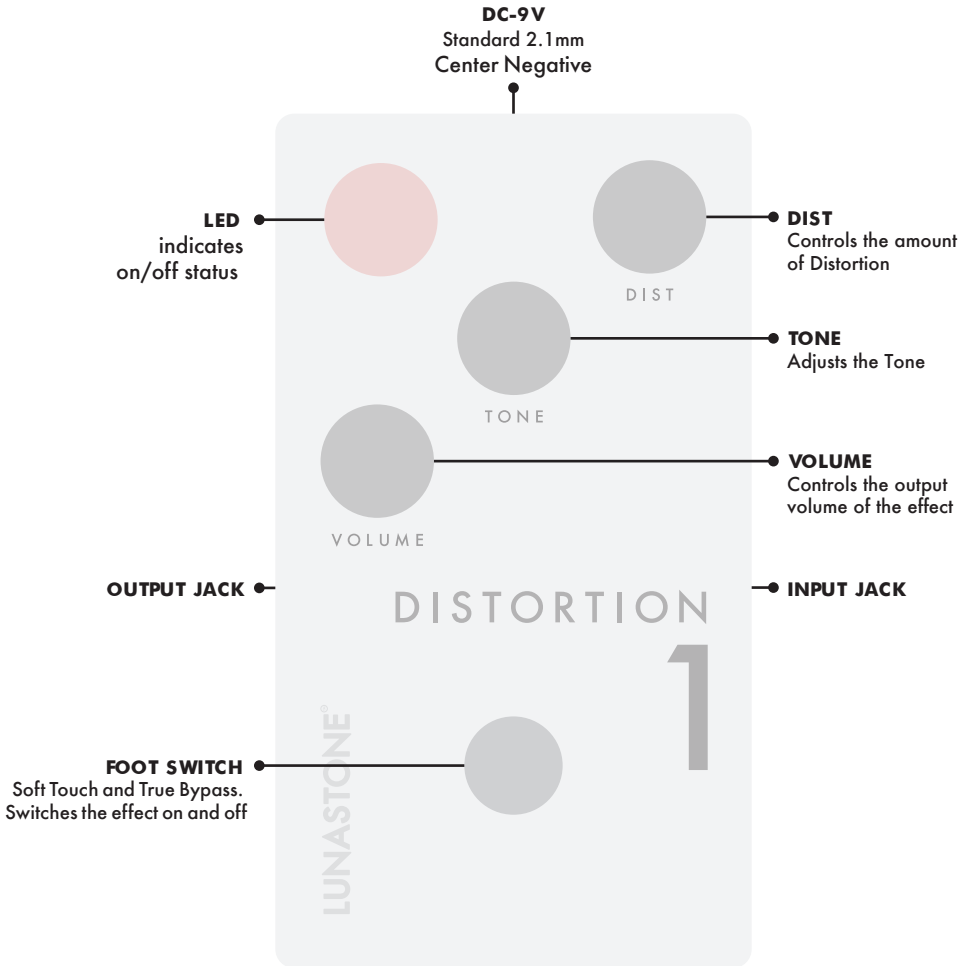 DC-9V
Standard 2.1mm
Center Negative
LED
indicates
on/off status
DIST
Controls the amount
of Distortion
DIST
TONE
Adjusts the Tone
TONE
VOLUME
Controls the output
volume of the effect
VOLUME
OUTPUT JACK
INPUT JACK
DISTORTION
1
FOOT SWITCH
Soft Touch and True Bypass.
Switches the effect on and off
LUNASTONE®